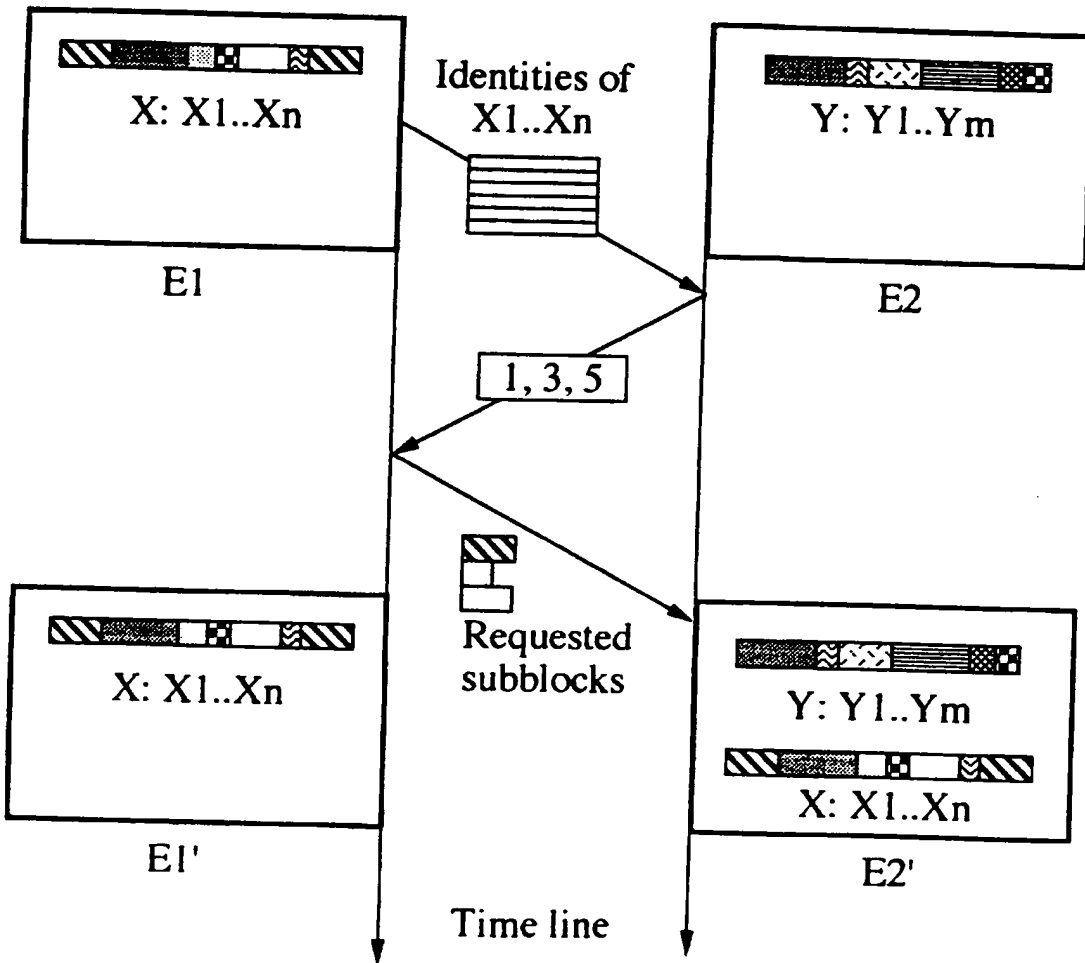 Identities of
X1..Xn
X: X1..Xn
Y: Y1..Ym
E1
E2
1, 3, 5
Requested
subblocks
X: X1..Xn
Y: Y1..Ym
X: X1..Xn
E1'
E2'
Time line